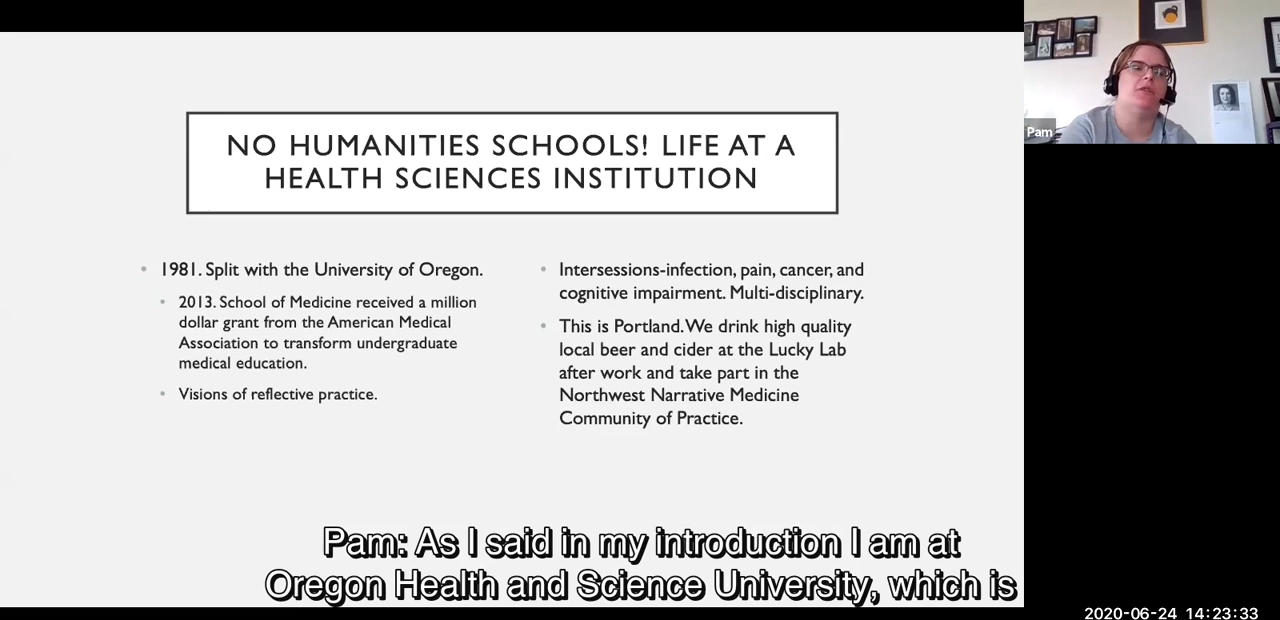 NO HUMANITIES SCHOOLS! LIFE AT A
HEALTH SCIENCES INSTITUTION
• 1981. Split with the University of Oregon.
• 2013. School of Medicine received a million
dollar grant from the American Medical
Association to transform undergraduate
medical education.
• Visions of reflective practice.
• Intersessions-infection, pain, cancer, and
cognitive impairment. Multi-disciplinary.
• This is Portland. We drink high quality
local beer and cider at the Lucky Lab
after work and take part in the
Northwest Narrative Medicine
Community of Practice.
Pam
Pam: As I said in my introduction I am at
Oregon Health and Science University, which is
2020-06-24 14:23:33